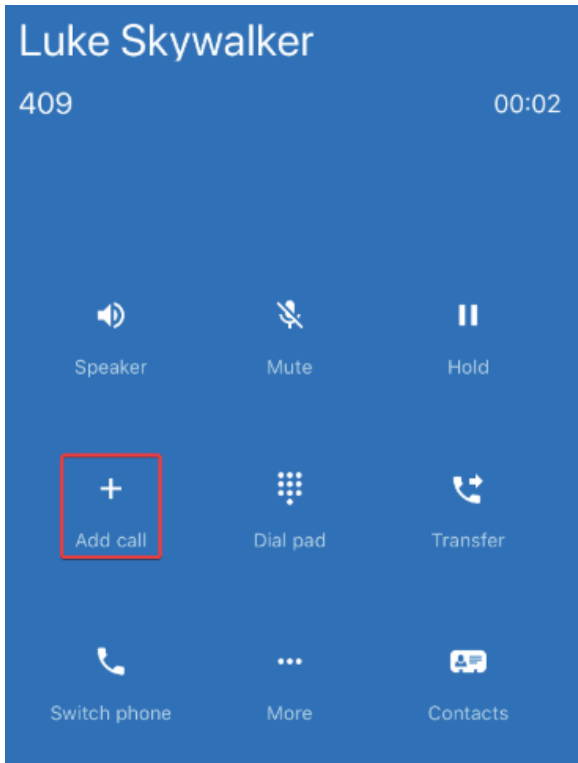 Luke Skywalker
409 00:02
Speaker Mute Hold
Add call Dial pad Transfer
Switch phone More Contacts